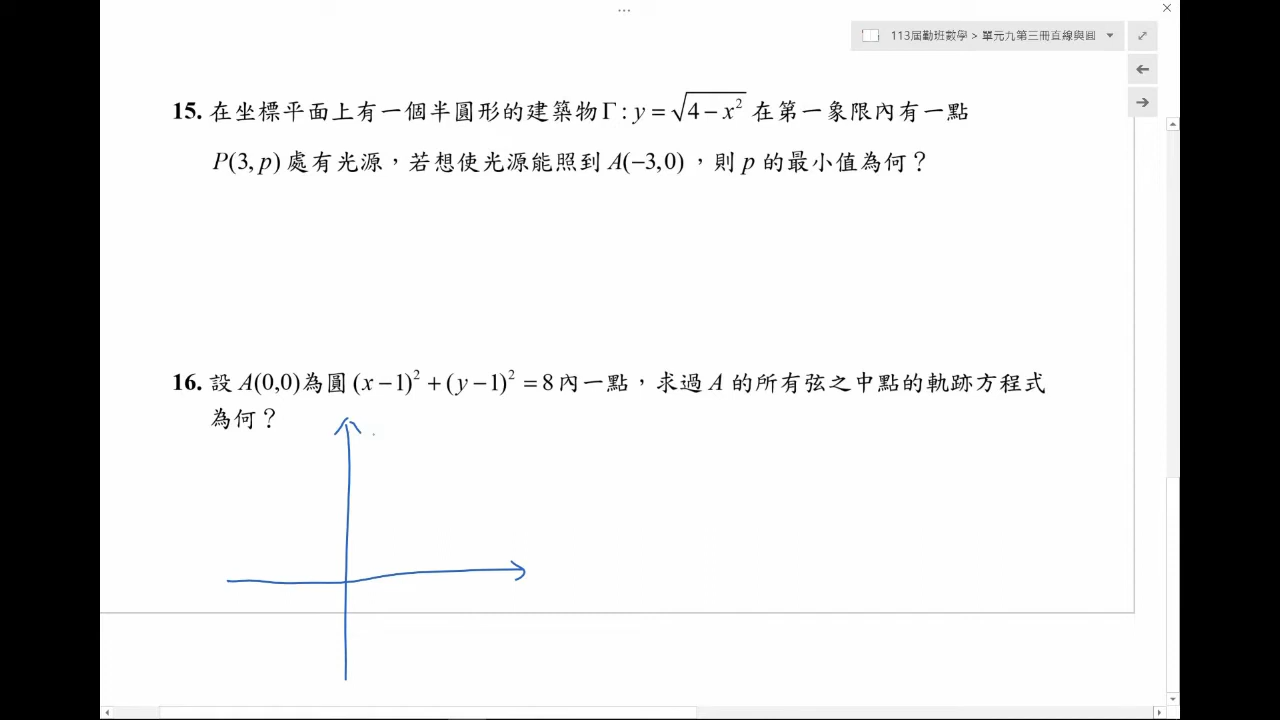 113屆勤班數學 > 單元九第三冊直線與圓
15. 在坐標平面上有一個半圓形的建築物Γ : y = √(4 − x²) 在第一象限內有一點
P(3, p) 處有光源，若想使光源能照到 A(−3,0) ，則 p 的最小值為何？
16. 設 A(0,0)為圓 (x −1)² + (y −1)² = 8內一點，求過 A 的所有弦之中點的軌跡方程式
為何？